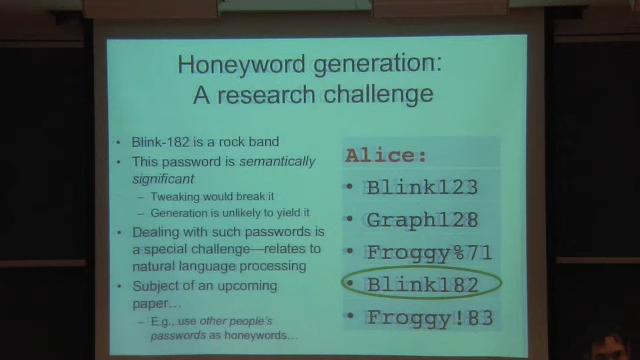 Honeyword generation:
A research challenge
• Blink-182 is a rock band
• This password is semantically
significant
– Tweaking would break it
– Generation is unlikely to yield it
• Dealing with such passwords is
a special challenge—relates to
natural language processing
• Subject of an upcoming
paper…
– E.g., use other people's
passwords as honeywords…
Alice:
• Blink123
• Graph128
• Froggy%71
• Blink182
• Froggy!83